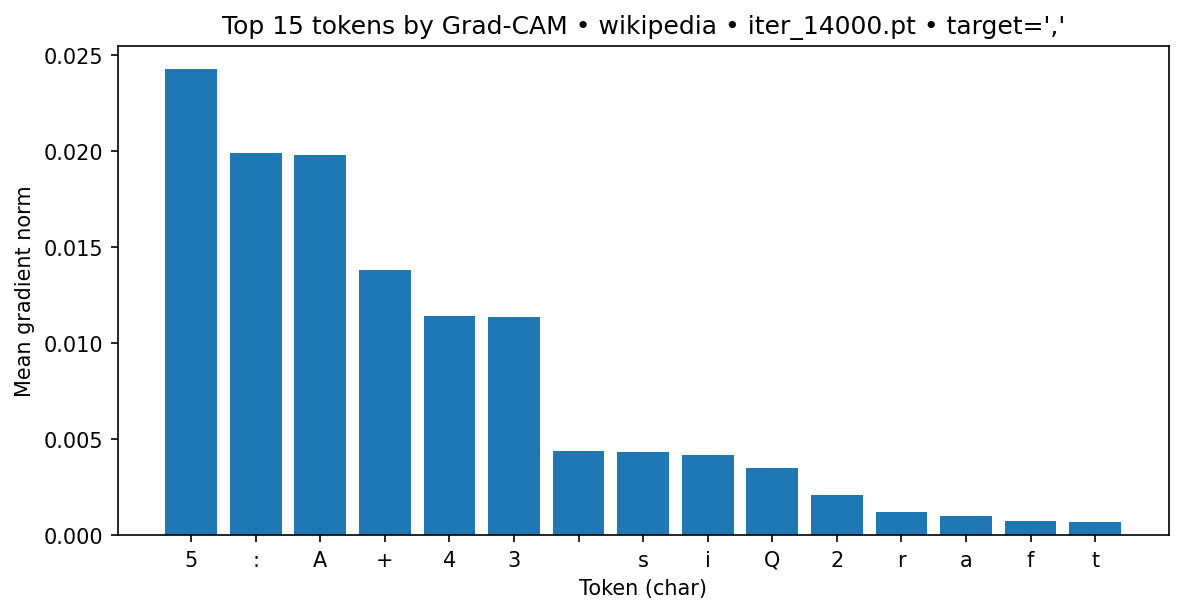 Top 15 tokens by Grad-CAM • wikipedia • iter_14000.pt • target=','
Mean gradient norm
0.025
0.020
0.015
0.010
0.005
0.000
5 : A + 4 3 s i Q 2 r a f t
Token (char)